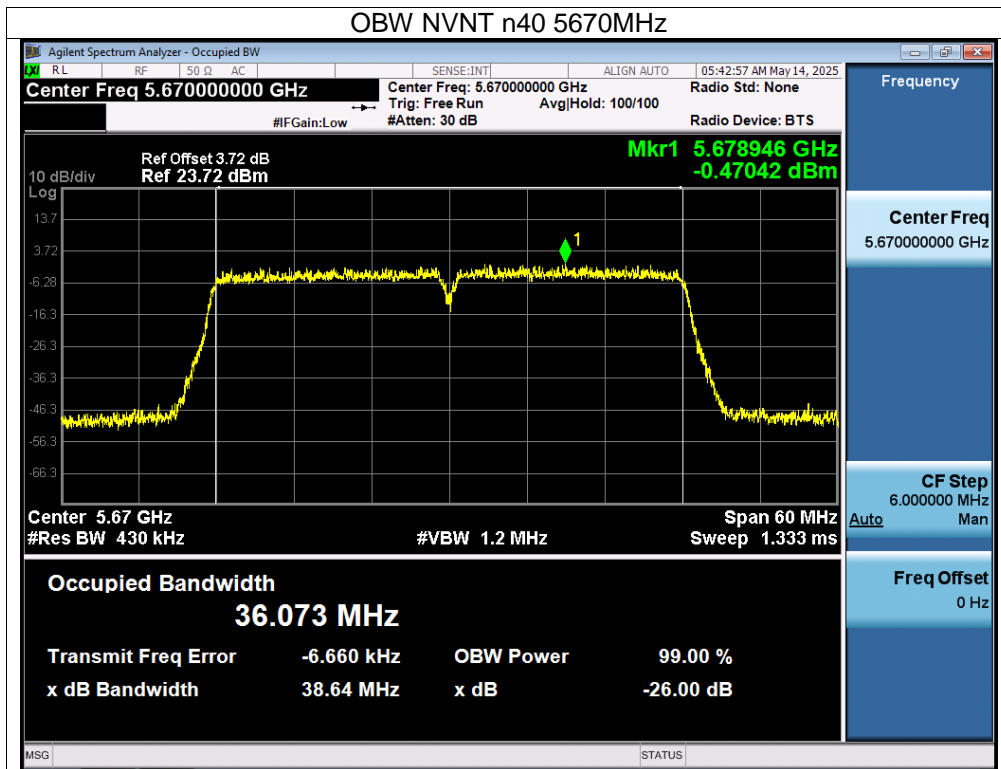 OBW NVNT n40 5670MHz
Agilent Spectrum Analyzer - Occupied BW
LXI RL RF 50 Ω AC SENSE:INT ALIGN AUTO 05:42:57 AM May 14, 2025
Center Freq 5.670000000 GHz
Center Freq: 5.670000000 GHz
Radio Std: None
Trig: Free Run Avg|Hold: 100/100
#IFGain:Low #Atten: 30 dB Radio Device: BTS
Frequency
Mkr1 5.678946 GHz
-0.47042 dBm
Ref Offset 3.72 dB
10 dB/div Ref 23.72 dBm
Log
13.7
3.72
-6.28
-16.3
-26.3
-36.3
-46.3
-56.3
-66.3
1
Center 5.67 GHz Span 60 MHz
#Res BW 430 kHz #VBW 1.2 MHz Sweep 1.333 ms
Occupied Bandwidth
36.073 MHz
Transmit Freq Error -6.660 kHz OBW Power 99.00 %
x dB Bandwidth 38.64 MHz x dB -26.00 dB
Center Freq
5.670000000 GHz
CF Step
6.000000 MHz
Auto Man
Freq Offset
0 Hz
MSG STATUS